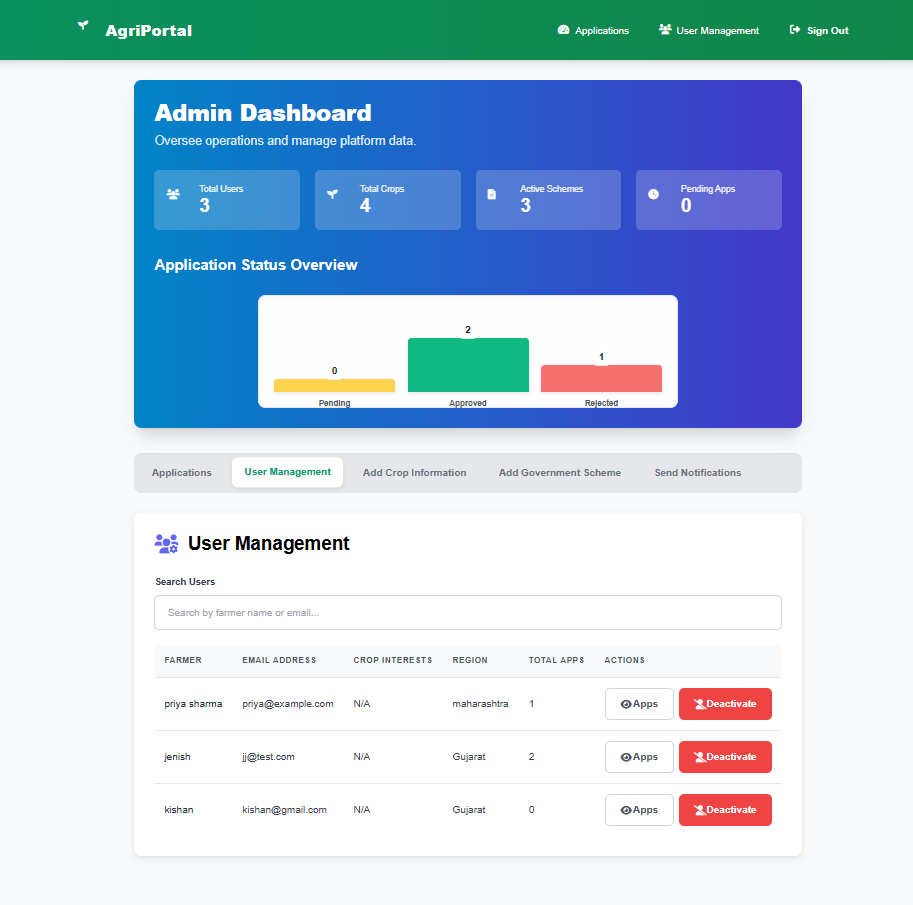 AgriPortal
Applications User Management Sign Out
Admin Dashboard
Oversee operations and manage platform data.
Total Users Total Crops Active Schemes Pending Apps
3 4 3 0
Application Status Overview
2
1
0
Pending Approved Rejected
Applications User Management Add Crop Information Add Government Scheme Send Notifications
User Management
Search Users
Search by farmer name or email...
FARMER EMAIL ADDRESS CROP INTERESTS REGION TOTAL APPS ACTIONS
priya sharma priya@example.com N/A maharashtra 1 Apps Deactivate
jenish jj@test.com N/A Gujarat 2 Apps Deactivate
kishan kishan@gmail.com N/A Gujarat 0 Apps Deactivate